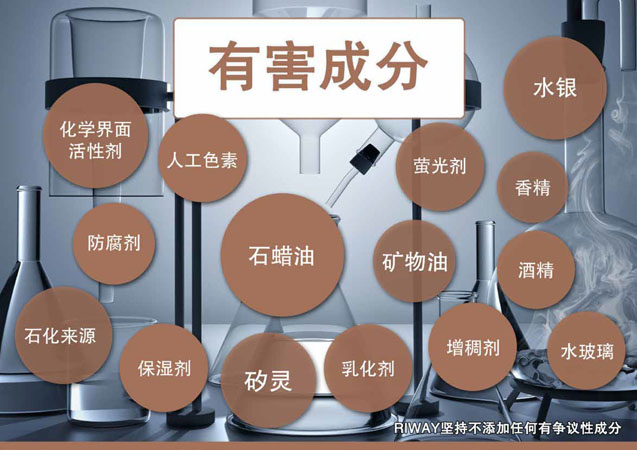 有害成分
水银
化学界面
活性剂
人工色素
萤光剂
香精
防腐剂
石蜡油
矿物油
酒精
石化来源
保湿剂
矽灵
乳化剂
增稠剂
水玻璃
RIWAY坚持不添加任何有争议性成分